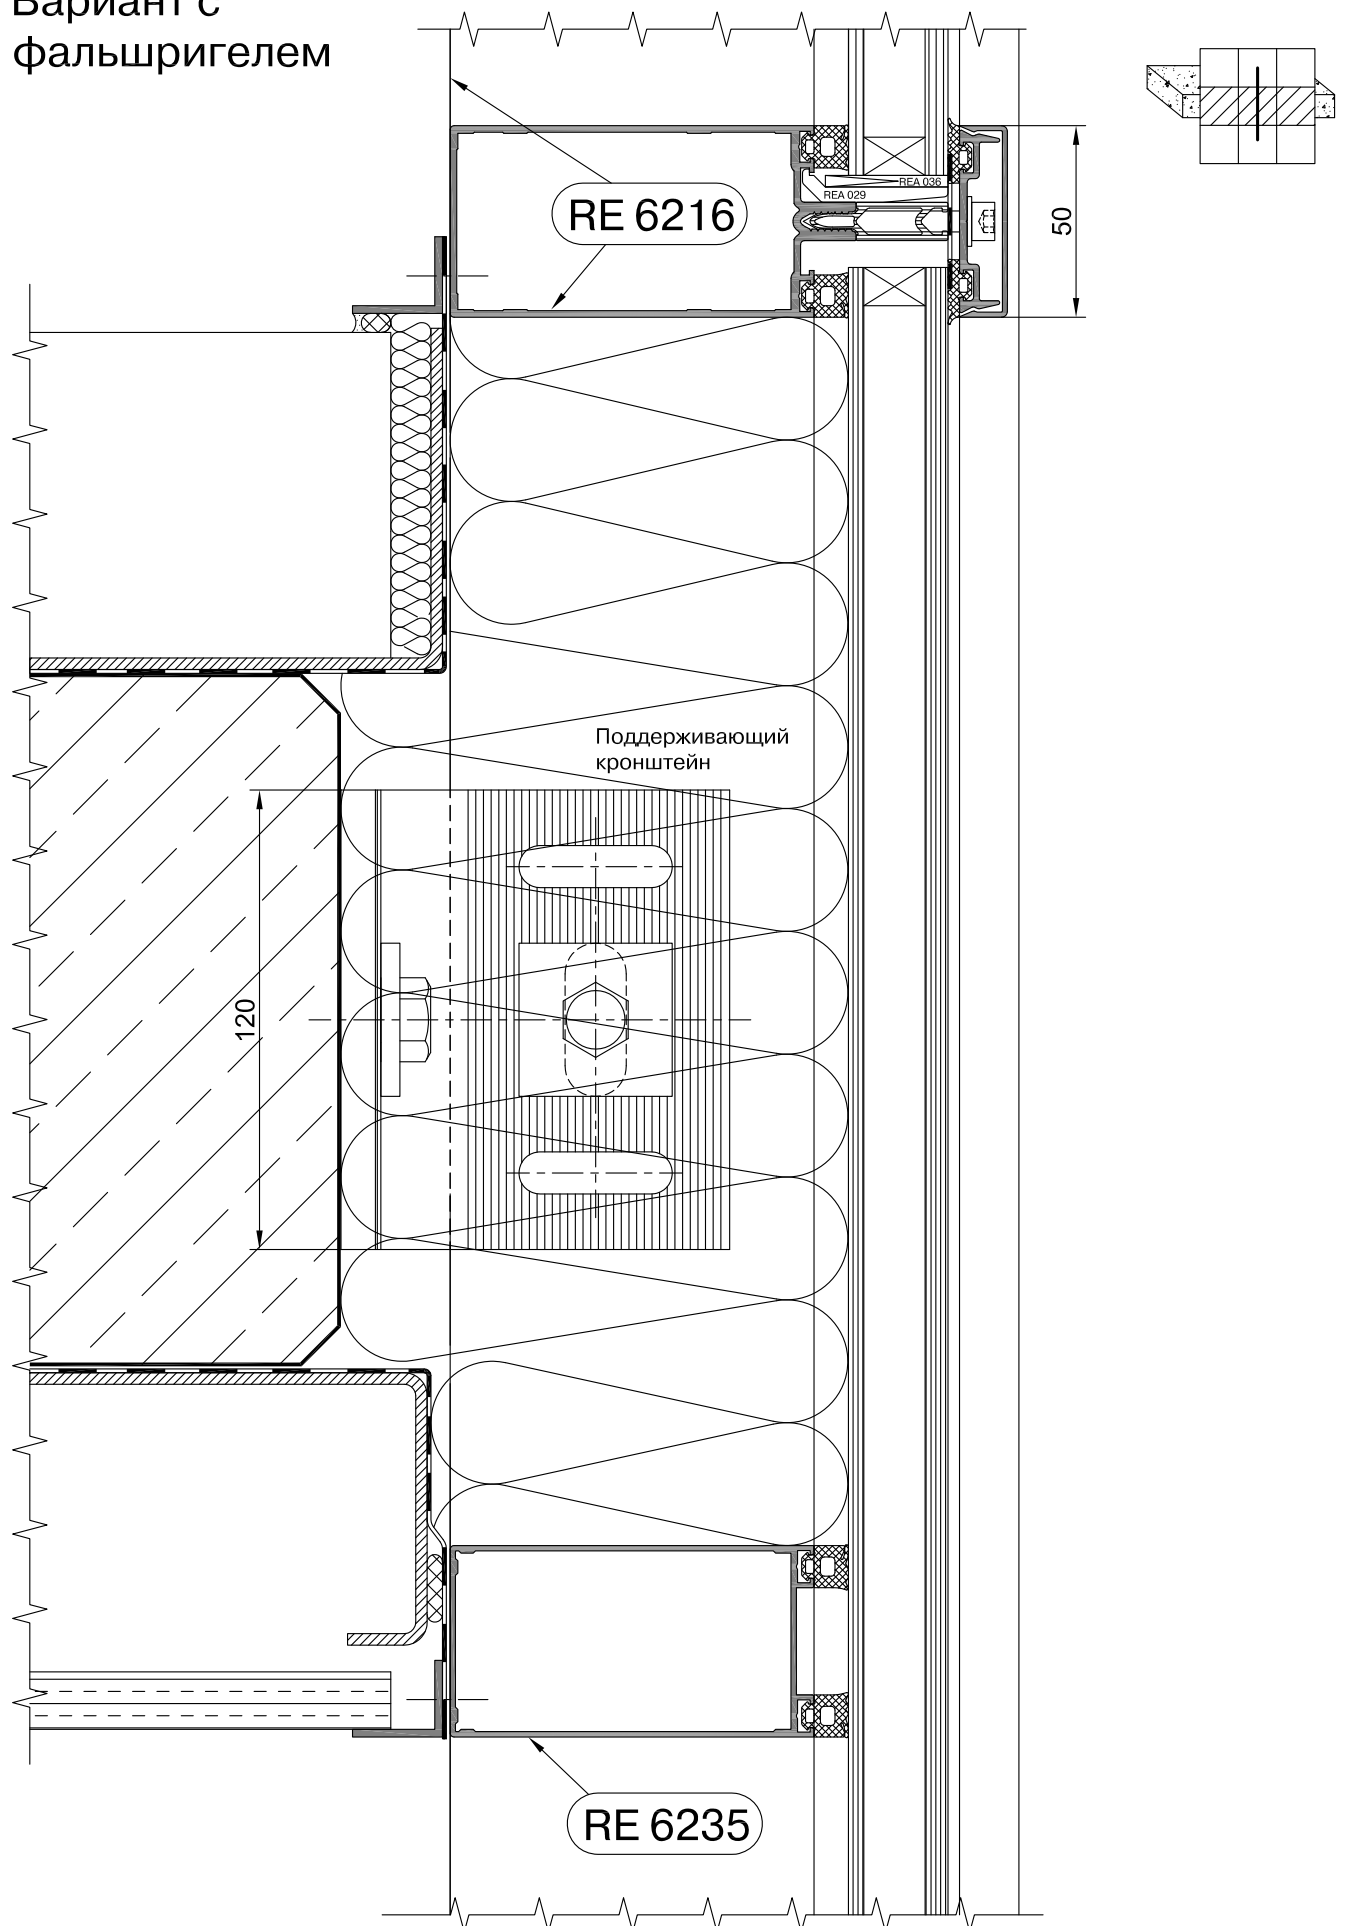 Вариант с
фальшригелем
REA 036
REA 029
RE 6216
50
Поддерживающий
кронштейн
120
RE 6235